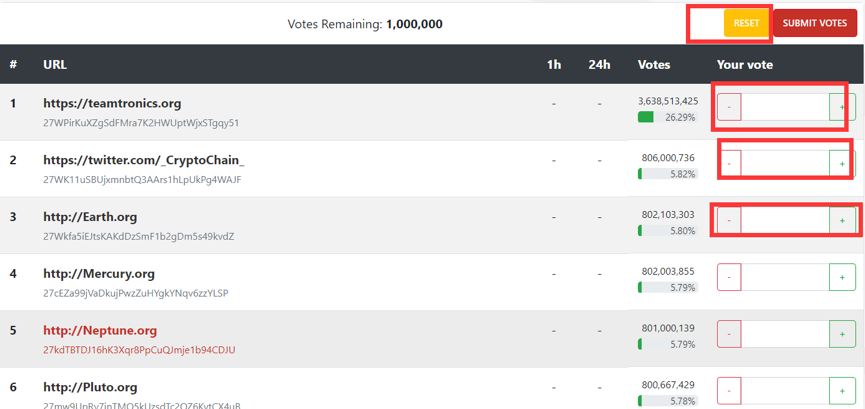 Votes Remaining: 1,000,000
RESET
SUBMIT VOTES
# URL 1h 24h Votes Your vote
1 https://teamtronics.org - - 3,638,513,425 - +
27WPirKuXZgSdFMra7K2HWUptWjxSTgqy51 26.29%
2 https://twitter.com/_CryptoChain_ - - 806,000,736 - +
27WK11uSBUjxmnbtQ3AArs1hLpUkPg4WAJF 5.82%
3 http://Earth.org - - 802,103,303 - +
27Wkfa5iEJtsKAKdDzSmF1b2gDm5s49kvdZ 5.80%
4 http://Mercury.org - - 802,003,855 - +
27cEZa99jVaDkujPwzZuHYgkYNqv6zzYLSP 5.79%
5 http://Neptune.org - - 801,000,139 - +
27kdTBTDJ16hK3Xqr8PpCuQJmje1b94CDJU 5.79%
6 http://Pluto.org - - 800,667,429 - +
5.78%